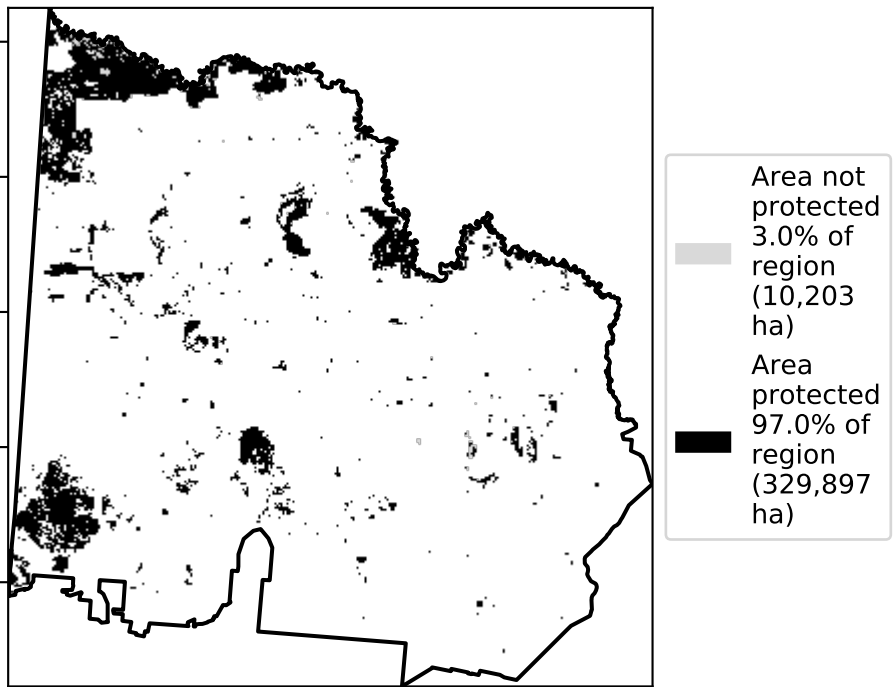 Area not
protected
3.0% of
region
(10,203
ha)
Area
protected
97.0% of
region
(329,897
ha)